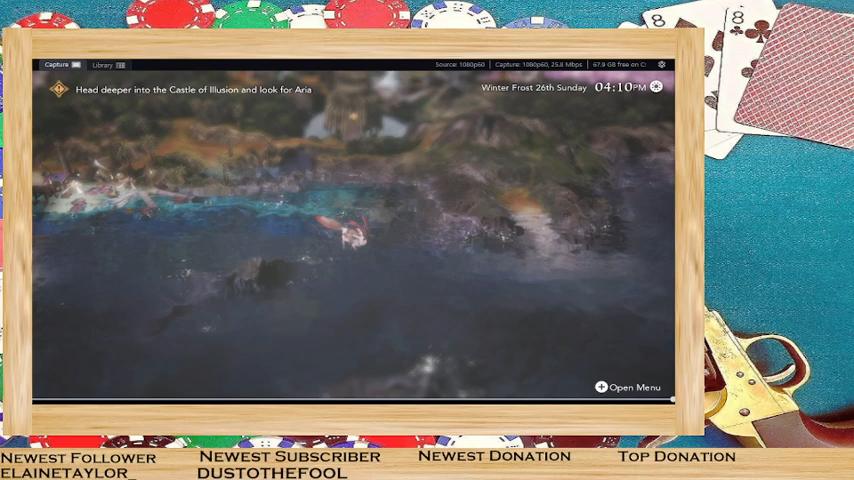 8 8
Capture Library Source: 1080p60 Capture: 1080p60, 25.8 Mbps 67.9 GB free on C:
Head deeper into the Castle of Illusion and look for Aria Winter Frost 26th Sunday 04:10PM
Open Menu
Newest Follower Newest Subscriber Newest Donation Top Donation
elainetaylor_ dustothefool